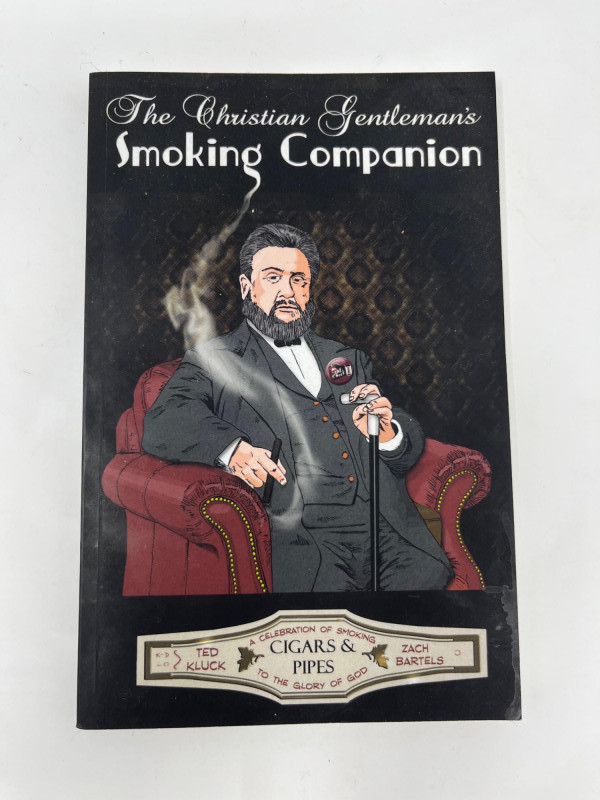 The Christian Gentleman's
Smoking Companion
A CELEBRATION OF SMOKING
TED
KLUCK
CIGARS &
PIPES
ZACH
BARTELS
TO THE GLORY OF GOD